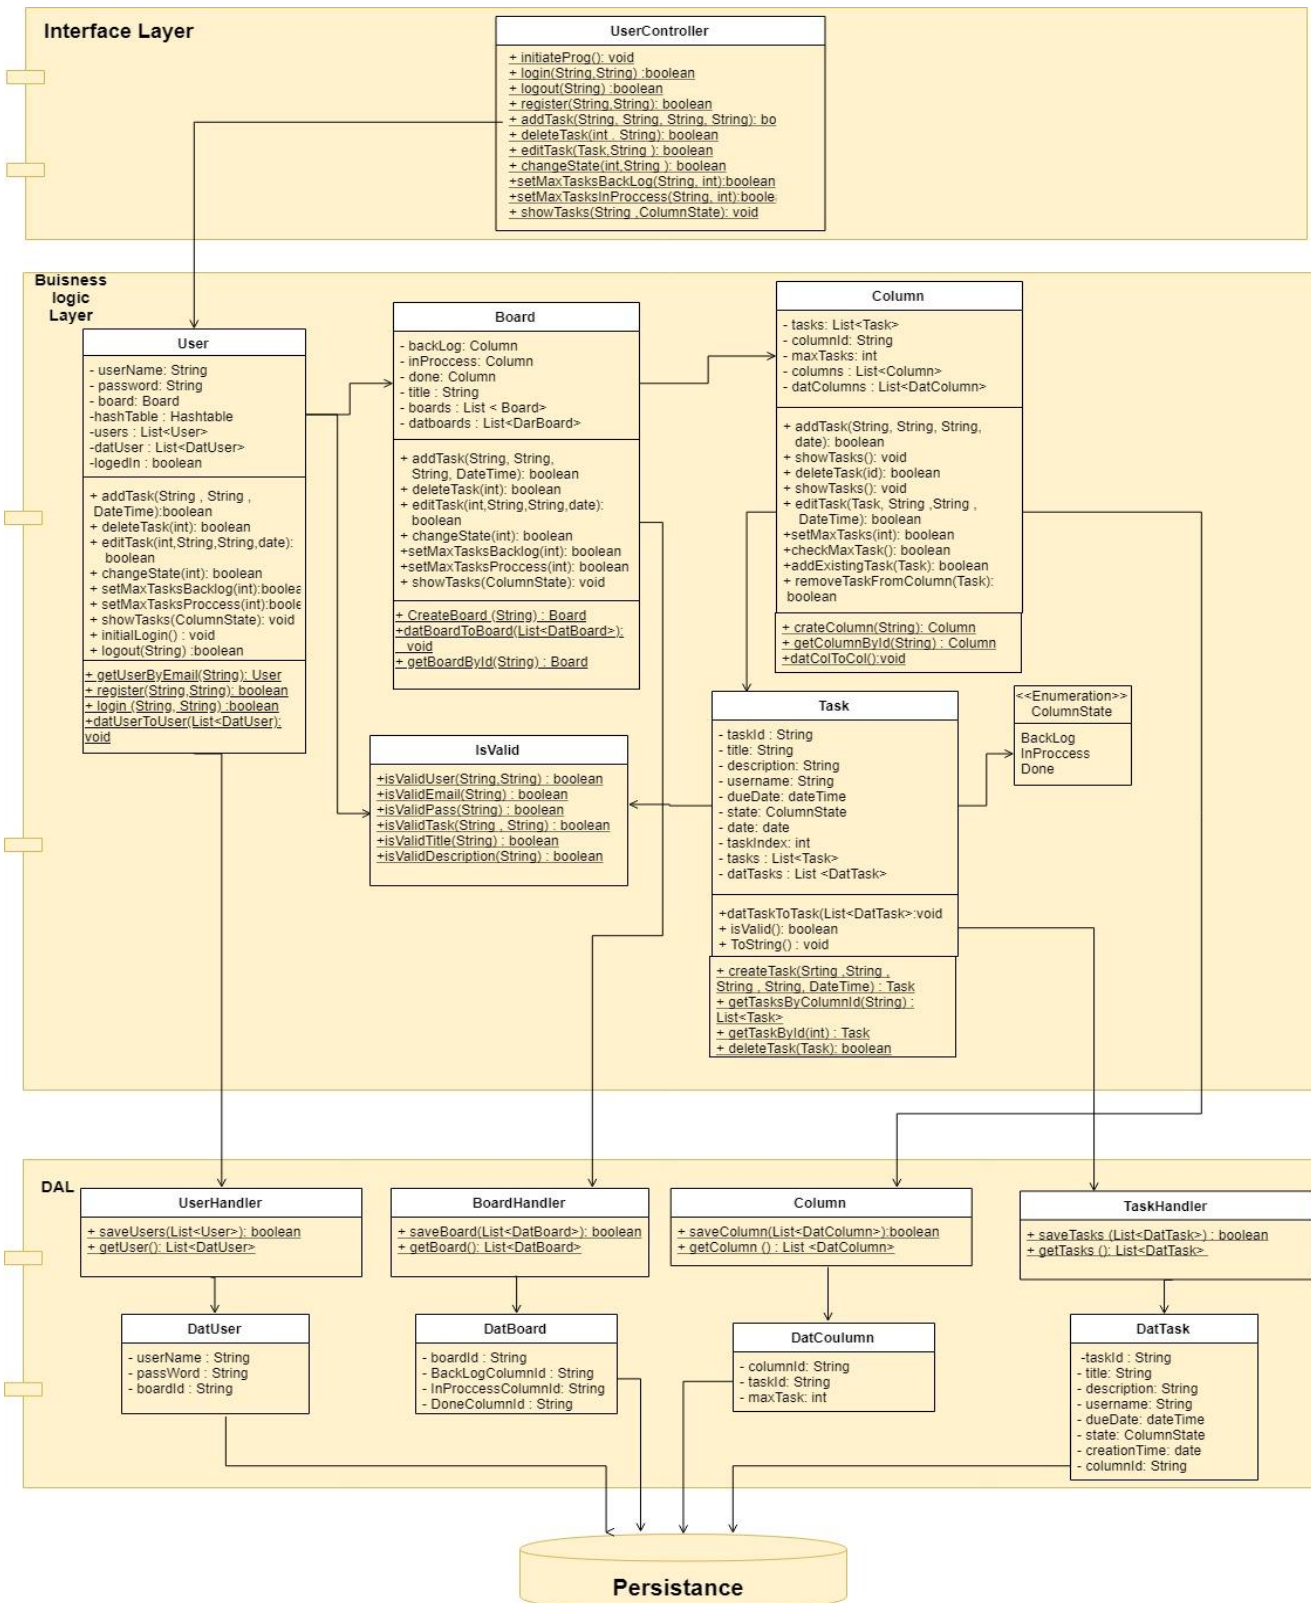 Interface Layer
UserController
+ initiateProg(): void
+ login(String,String) :boolean
+ logout(String) :boolean
+ register(String,String): boolean
+ addTask(String, String, String, String): bo
+ deleteTask(int . String): boolean
+ editTask(Task,String ): boolean
+ changeState(int,String ): boolean
+setMaxTasksBackLog(String, int):boolean
+setMaxTasksInProccess(String, int):boole
+ showTasks(String ,ColumnState): void
Buisness
logic
Layer
User
- userName: String
- password: String
- board: Board
-hashTable : Hashtable
-users : List<User>
-datUser : List<DatUser>
-logedIn : boolean
+ addTask(String , String ,
DateTime):boolean
+ deleteTask(int): boolean
+ editTask(int,String,String,date):
boolean
+ changeState(int): boolean
+ setMaxTasksBacklog(int):boolea
+ setMaxTasksProccess(int):boole
+ showTasks(ColumnState): void
+ initialLogin() : void
+ logout(String) :boolean
+ getUserByEmail(String): User
+ register(String,String): boolean
+ login (String, String) :boolean
+datUserToUser(List<DatUser):
void
Board
- backLog: Column
- inProccess: Column
- done: Column
- title : String
- boards : List < Board>
- datboards : List<DarBoard>
+ addTask(String, String,
String, DateTime): boolean
+ deleteTask(int): boolean
+ editTask(int,String,String,date):
boolean
+ changeState(int): boolean
+setMaxTasksBacklog(int): boolean
+setMaxTasksProccess(int): boolean
+ showTasks(ColumnState): void
+ CreateBoard (String) : Board
+datBoardToBoard(List<DatBoard>):
void
+ getBoardById(String) : Board
Column
- tasks: List<Task>
- columnId: String
- maxTasks: int
- columns : List<Column>
- datColumns : List<DatColumn>
+ addTask(String, String, String,
date): boolean
+ showTasks(): void
+ deleteTask(id): boolean
+ showTasks(): void
+ editTask(Task, String ,String ,
DateTime): boolean
+setMaxTasks(int): boolean
+checkMaxTask(): boolean
+addExistingTask(Task): boolean
+ removeTaskFromColumn(Task):
boolean
+ crateColumn(String): Column
+ getColumnById(String) : Column
+datColToCol():void
IsValid
+isValidUser(String,String) : boolean
+isValidEmail(String) : boolean
+isValidPass(String) : boolean
+isValidTask(String , String) : boolean
+isValidTitle(String) : boolean
+isValidDescription(String) : boolean
Task
- taskId : String
- title: String
- description: String
- username: String
- dueDate: dateTime
- state: ColumnState
- date: date
- taskIndex: int
- tasks : List<Task>
- datTasks : List <DatTask>
+datTaskToTask(List<DatTask>:void
+ isValid(): boolean
+ ToString() : void
+ createTask(Srting ,String ,
String , String, DateTime) : Task
+ getTasksByColumnId(String) :
List<Task>
+ getTaskById(int) : Task
+ deleteTask(Task): boolean
<<Enumeration>>
ColumnState
BackLog
InProccess
Done
DAL
UserHandler
+ saveUsers(List<User>): boolean
+ getUser(): List<DatUser>
BoardHandler
+ saveBoard(List<DatBoard>): boolean
+ getBoard(): List<DatBoard>
Column
+ saveColumn(List<DatColumn>):boolean
+ getColumn () : List <DatColumn>
TaskHandler
+ saveTasks (List<DatTask>) : boolean
+ getTasks (): List<DatTask>
DatUser
- userName : String
- passWord : String
- boardId : String
DatBoard
- boardId : String
- BackLogColumnId : String
- InProccessColumnId: String
- DoneColumnId : String
DatCoulumn
- columnId: String
- taskId: String
- maxTask: int
DatTask
-taskId : String
- title: String
- description: String
- username: String
- dueDate: dateTime
- state: ColumnState
- creationTime: date
- columnId: String
Persistance